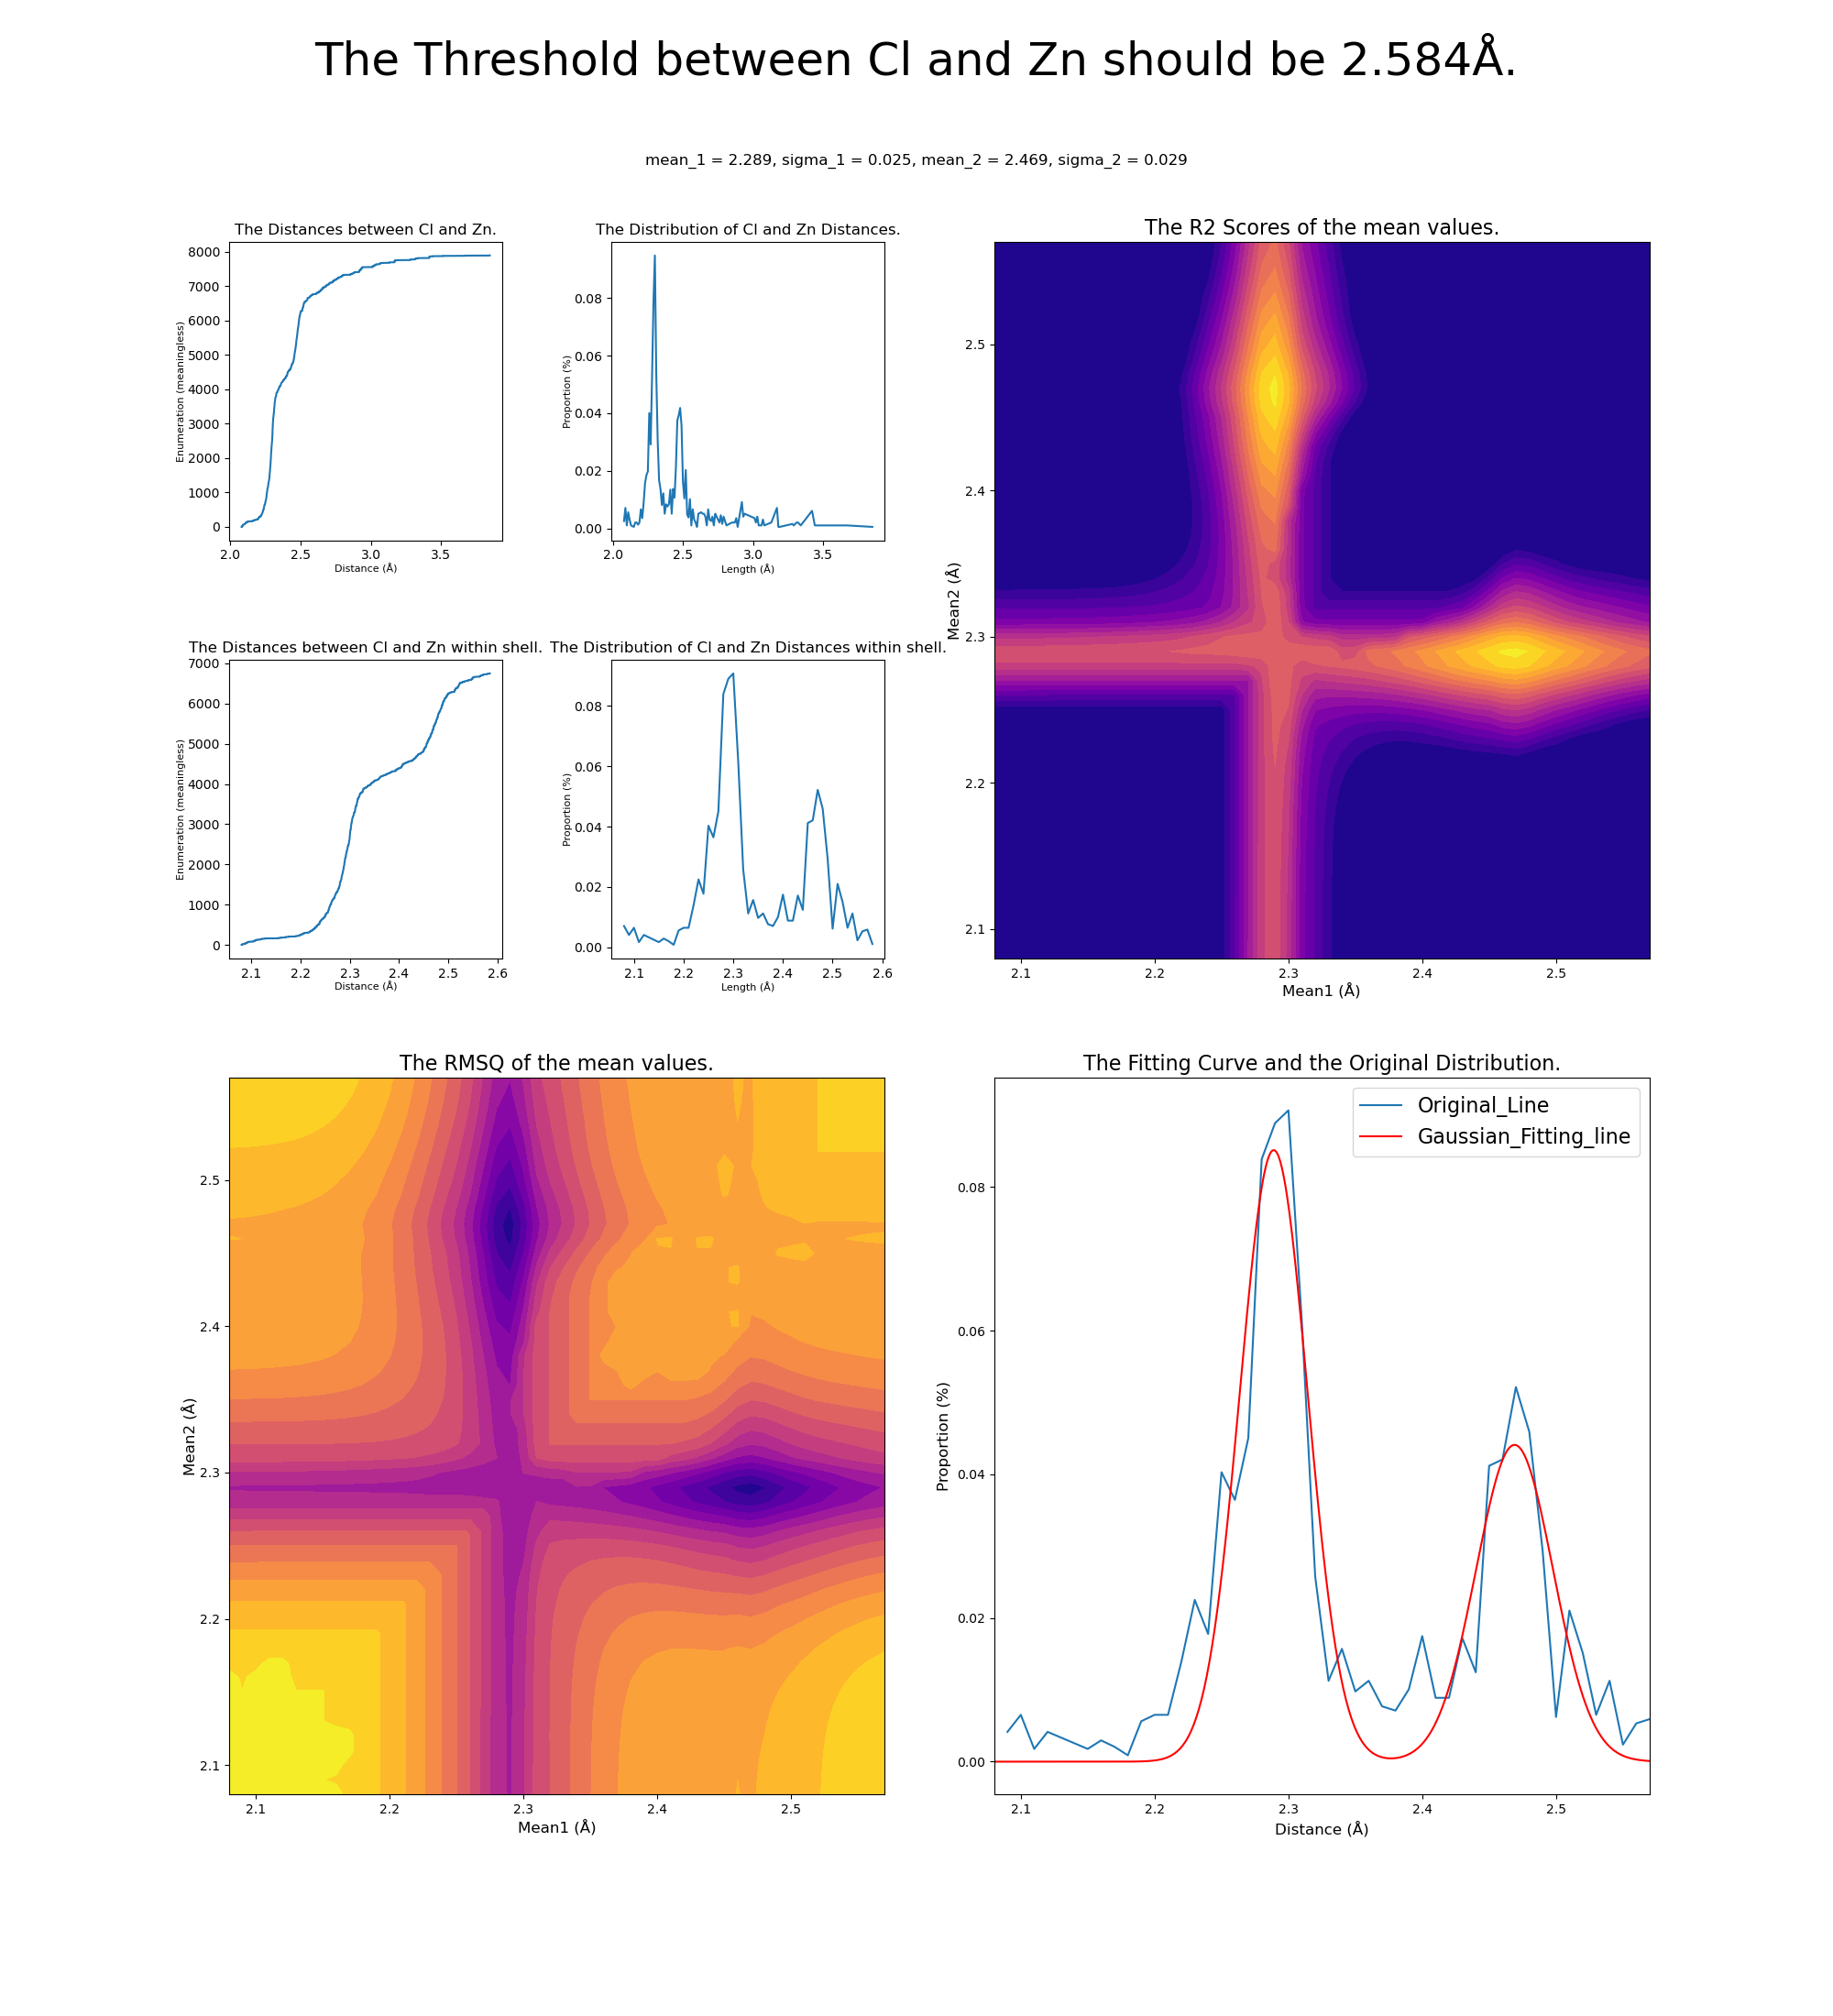 The Threshold between Cl and Zn should be 2.584Å.
mean_1 = 2.289, sigma_1 = 0.025, mean_2 = 2.469, sigma_2 = 0.029
The Distances between Cl and Zn.
8000
7000
6000
5000
4000
3000
2000
1000
0
Enumeration (meaningless)
2.0 2.5 3.0 3.5
Distance (Å)
The Distribution of Cl and Zn Distances.
0.08
0.06
0.04
0.02
0.00
Proportion (%)
2.0 2.5 3.0 3.5
Length (Å)
The R2 Scores of the mean values.
2.5
2.4
2.3
2.2
2.1
Mean2 (Å)
2.1 2.2 2.3 2.4 2.5
Mean1 (Å)
The Distances between Cl and Zn within shell.
7000
6000
5000
4000
3000
2000
1000
0
Enumeration (meaningless)
2.1 2.2 2.3 2.4 2.5 2.6
Distance (Å)
The Distribution of Cl and Zn Distances within shell.
0.08
0.06
0.04
0.02
0.00
Proportion (%)
2.1 2.2 2.3 2.4 2.5 2.6
Length (Å)
The RMSQ of the mean values.
2.5
2.4
2.3
2.2
2.1
Mean2 (Å)
2.1 2.2 2.3 2.4 2.5
Mean1 (Å)
The Fitting Curve and the Original Distribution.
Original_Line
Gaussian_Fitting_line
0.08
0.06
0.04
0.02
0.00
Proportion (%)
2.1 2.2 2.3 2.4 2.5
Distance (Å)